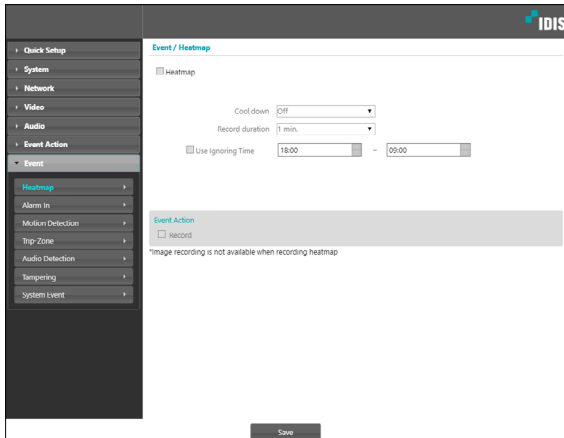 IDIS
Quick Setup
System
Network
Video
Audio
Event Action
Event
Heatmap
Alarm In
Motion Detection
Trip-Zone
Audio Detection
Tampering
System Event
Event / Heatmap
Heatmap
Cool down Off
Record duration 1 min.
Use Ignoring Time 18:00 – 09:00
Event Action
Record
*Image recording is not available when recording heatmap
Save